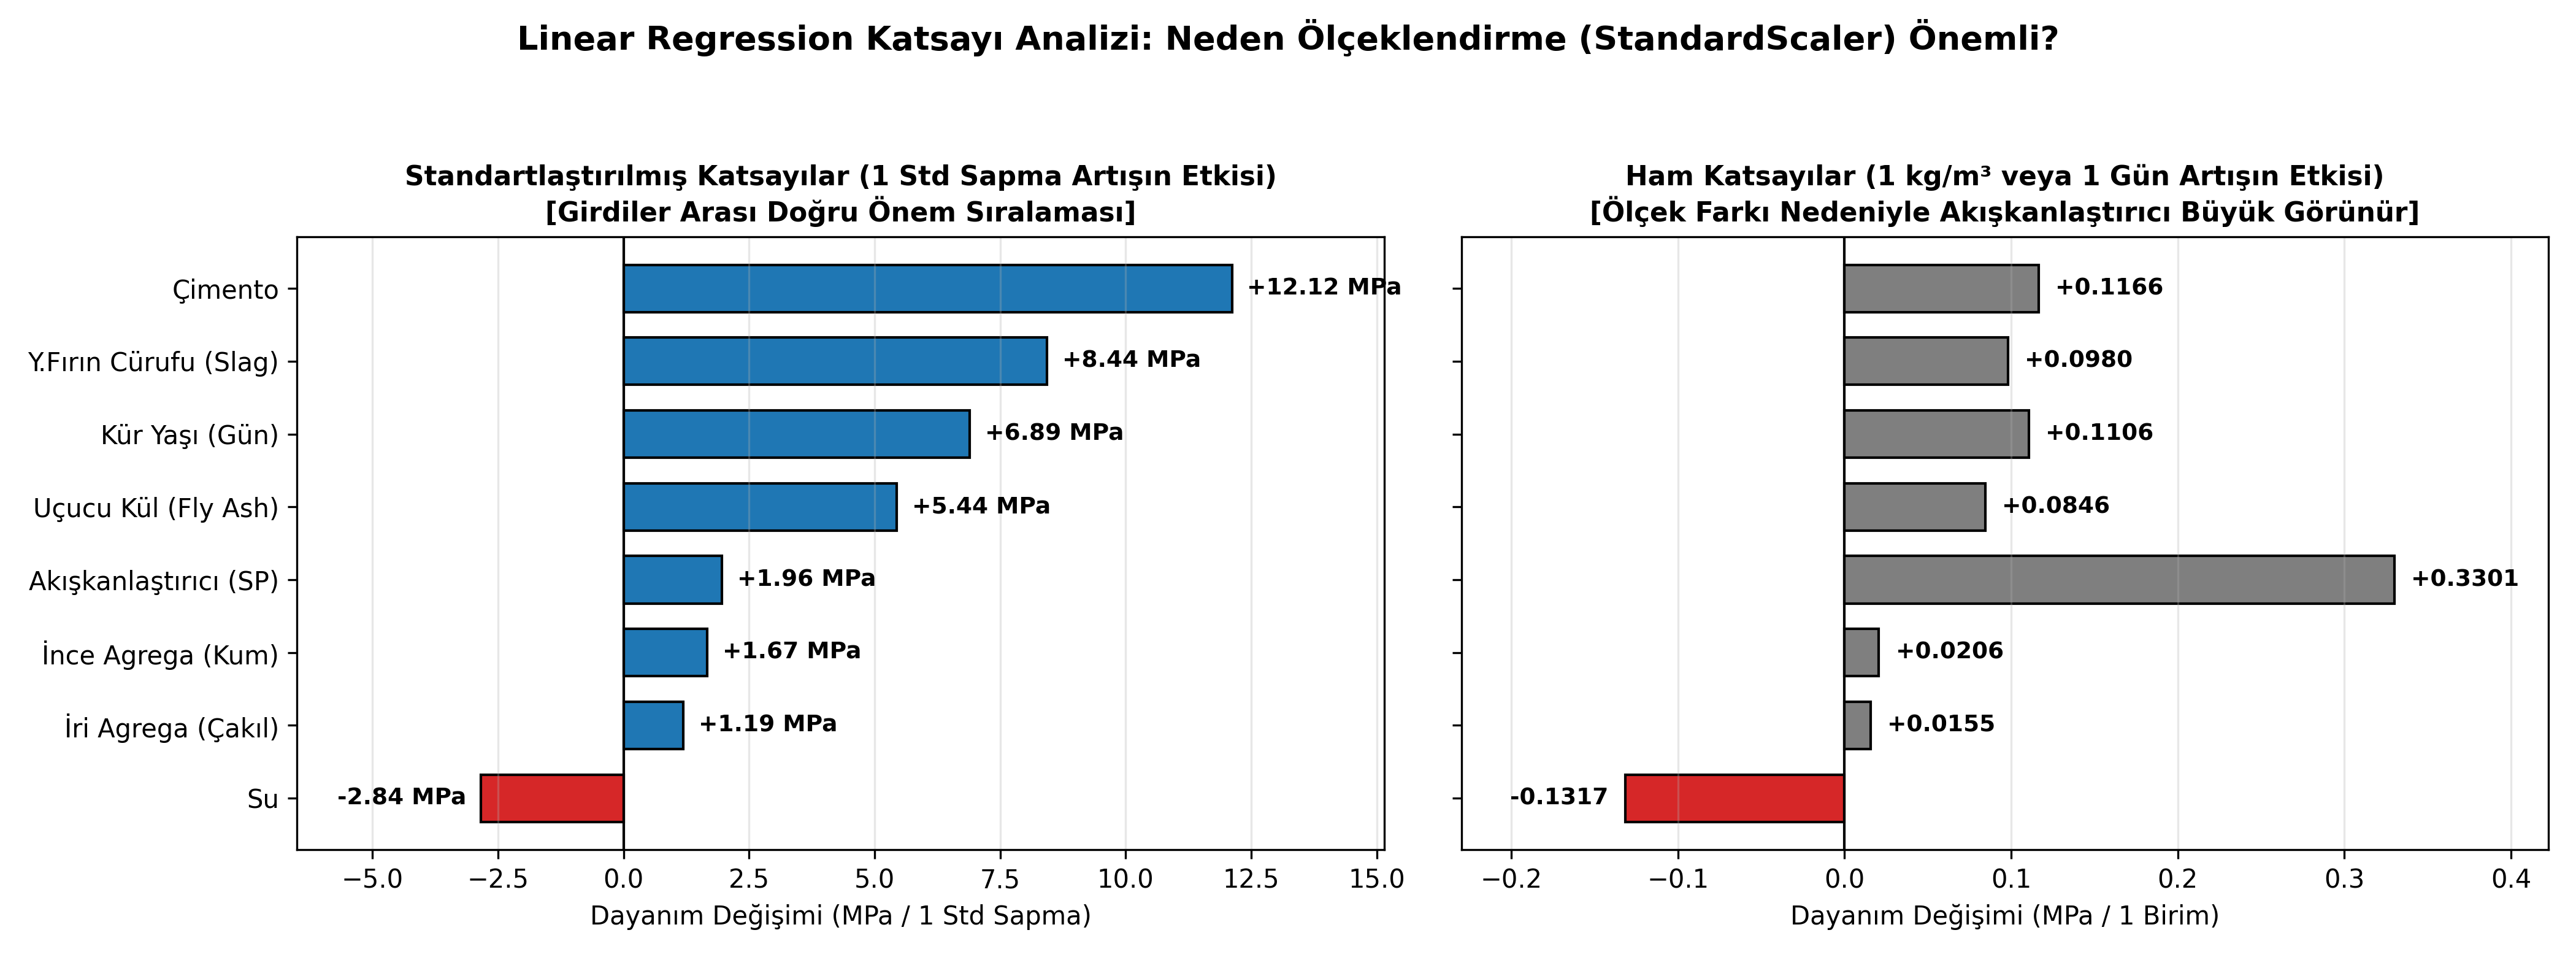 Linear Regression Katsayı Analizi: Neden Ölçeklendirme (StandardScaler) Önemli?
Standartlaştırılmış Katsayılar (1 Std Sapma Artışın Etkisi)
[Girdiler Arası Doğru Önem Sıralaması]
Çimento
+12.12 MPa
Y.Fırın Cürufu (Slag)
+8.44 MPa
Kür Yaşı (Gün)
+6.89 MPa
Uçucu Kül (Fly Ash)
+5.44 MPa
Akışkanlaştırıcı (SP)
+1.96 MPa
İnce Agrega (Kum)
+1.67 MPa
İri Agrega (Çakıl)
+1.19 MPa
Su
-2.84 MPa
−5.0 −2.5 0.0 2.5 5.0 7.5 10.0 12.5 15.0
Dayanım Değişimi (MPa / 1 Std Sapma)
Ham Katsayılar (1 kg/m³ veya 1 Gün Artışın Etkisi)
[Ölçek Farkı Nedeniyle Akışkanlaştırıcı Büyük Görünür]
+0.1166
+0.0980
+0.1106
+0.0846
+0.3301
+0.0206
+0.0155
-0.1317
−0.2 −0.1 0.0 0.1 0.2 0.3 0.4
Dayanım Değişimi (MPa / 1 Birim)